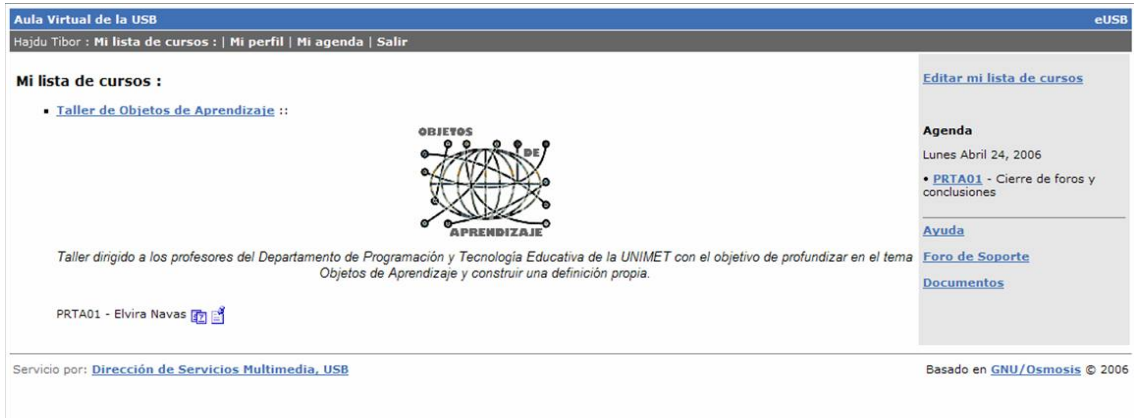 Aula Virtual de la USB
eUSB
Hajdu Tibor : Mi lista de cursos : | Mi perfil | Mi agenda | Salir
Mi lista de cursos :
Taller de Objetos de Aprendizaje ::
OBJETOS
DE
APRENDIZAJE
Taller dirigido a los profesores del Departamento de Programación y Tecnología Educativa de la UNIMET con el objetivo de profundizar en el tema
Objetos de Aprendizaje y construir una definición propia.
PRTA01 - Elvira Navas
Editar mi lista de cursos
Agenda
Lunes Abril 24, 2006
• PRTA01 - Cierre de foros y
conclusiones
Ayuda
Foro de Soporte
Documentos
Servicio por: Dirección de Servicios Multimedia, USB
Basado en GNU/Osmosis © 2006